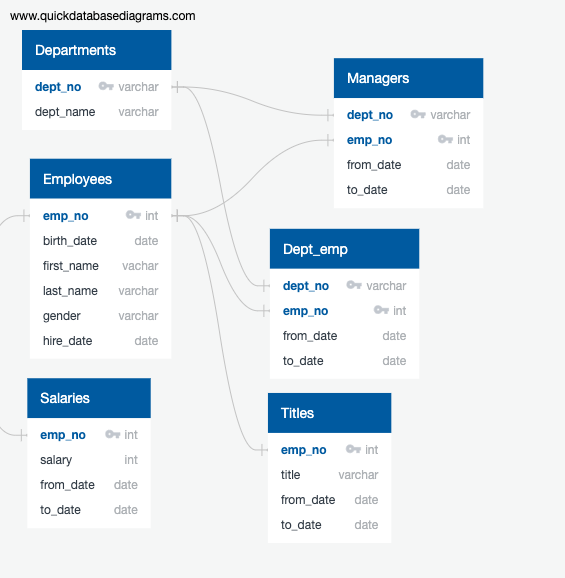 www.quickdatabasediagrams.com
Departments
dept_no varchar
dept_name varchar
Managers
dept_no varchar
emp_no int
from_date date
to_date date
Employees
emp_no int
birth_date date
first_name vachar
last_name varchar
gender varchar
hire_date date
Dept_emp
dept_no varchar
emp_no int
from_date date
to_date date
Salaries
emp_no int
salary int
from_date date
to_date date
Titles
emp_no int
title varchar
from_date date
to_date date